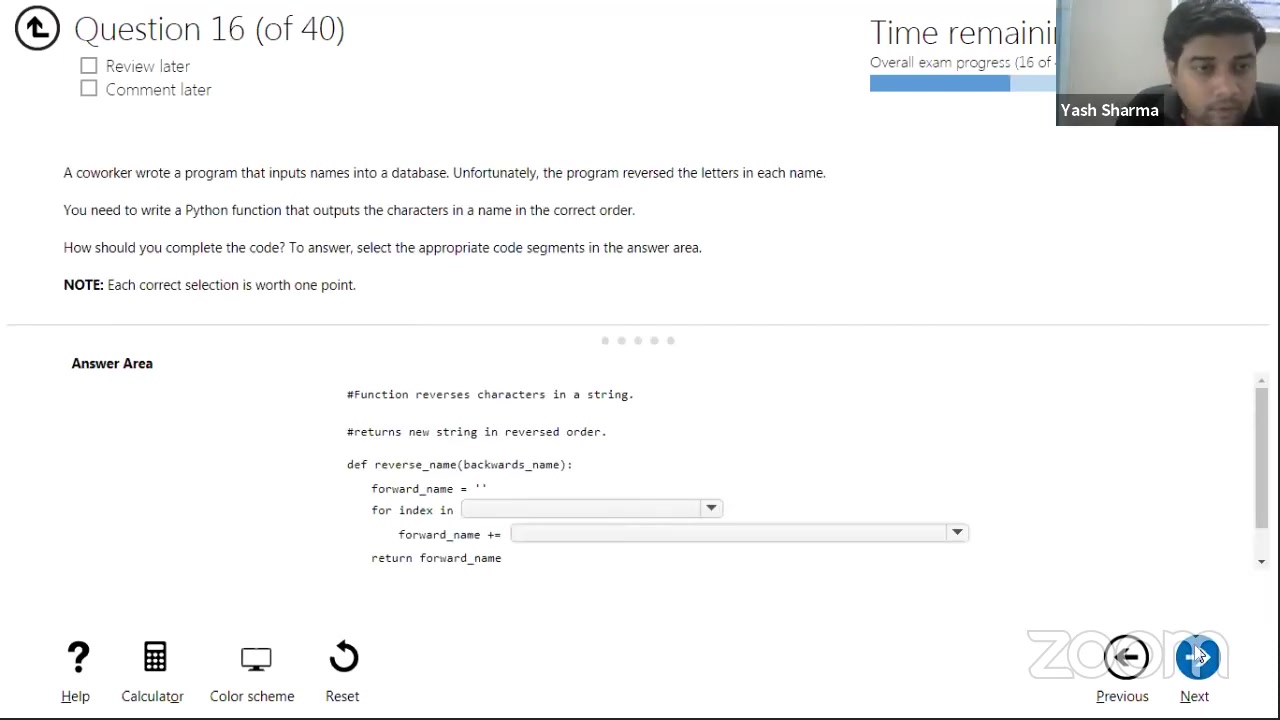 Question 16 (of 40)
Review later
Comment later
Time remainin
Overall exam progress (16 of
Yash Sharma
A coworker wrote a program that inputs names into a database. Unfortunately, the program reversed the letters in each name.
You need to write a Python function that outputs the characters in a name in the correct order.
How should you complete the code? To answer, select the appropriate code segments in the answer area.
NOTE: Each correct selection is worth one point.
Answer Area
#Function reverses characters in a string.
#returns new string in reversed order.
def reverse_name(backwards_name):
forward_name = ''
for index in
forward_name +=
return forward_name
zoom
? 
Help
Calculator
Color scheme
Reset
Previous
Next